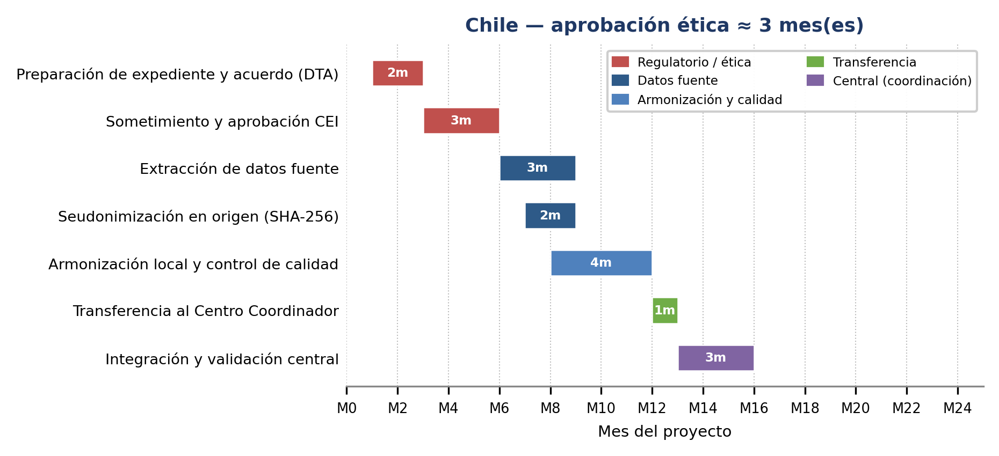 Chile — aprobación ética ≈ 3 mes(es)
Regulatorio / ética
Datos fuente
Armonización y calidad
Transferencia
Central (coordinación)
Preparación de expediente y acuerdo (DTA)
2m
Sometimiento y aprobación CEI
3m
Extracción de datos fuente
3m
Seudonimización en origen (SHA-256)
2m
Armonización local y control de calidad
4m
Transferencia al Centro Coordinador
1m
Integración y validación central
3m
M0 M2 M4 M6 M8 M10 M12 M14 M16 M18 M20 M22 M24
Mes del proyecto